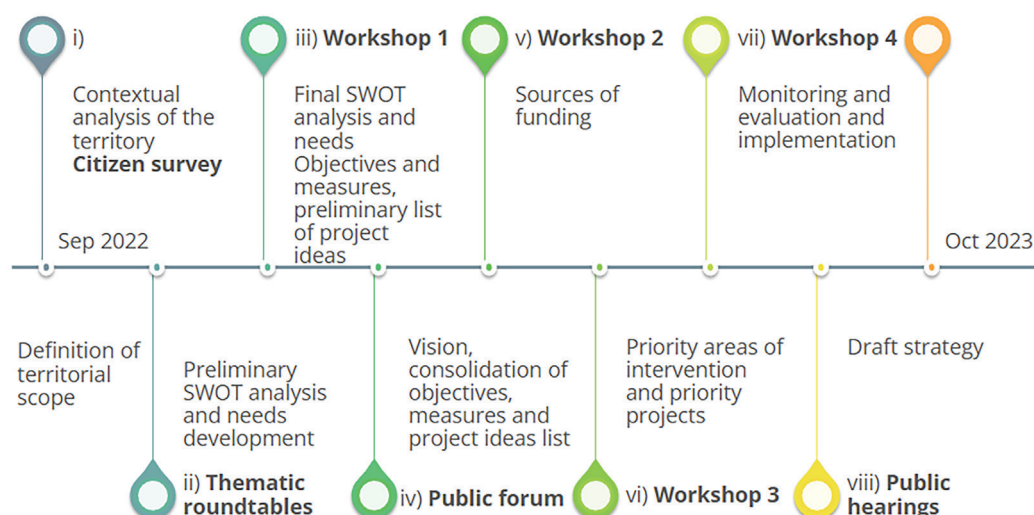 i)
Contextual
analysis of the
territory
Citizen survey
iii) Workshop 1
Final SWOT
analysis and
needs
Objectives and
measures,
preliminary list
of project
ideas
v) Workshop 2
Sources of
funding
vii) Workshop 4
Monitoring and
evaluation and
implementation
Sep 2022
Oct 2023
Definition of
territorial
scope
Preliminary
SWOT analysis
and needs
development
ii) Thematic
roundtables
Vision,
consolidation of
objectives,
measures and
project ideas list
iv) Public forum
Priority areas of
intervention
and priority
projects
vi) Workshop 3
Draft strategy
viii) Public
hearings